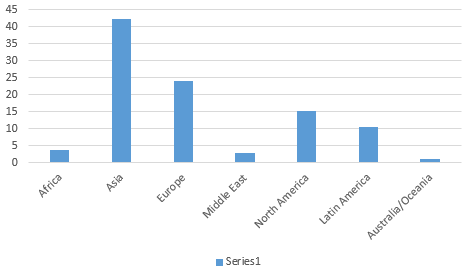 45
40
35
30
25
20
15
10
5
0
Africa
Asia
Europe
Middle East
North America
Latin America
Australia/Oceania
Series1